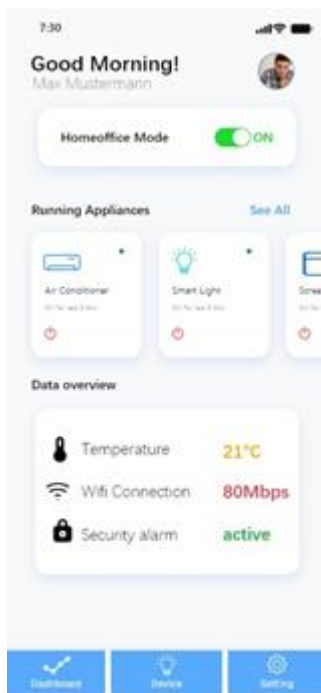 7:30
Good Morning!
Max Mustermann
Homeoffice Mode
ON
Running Appliances
See All
Air Conditioner
Smart Light
Data overview
Temperature 21°C
Wifi Connection 80Mbps
Security alarm active
Dashboard
Device
Setting